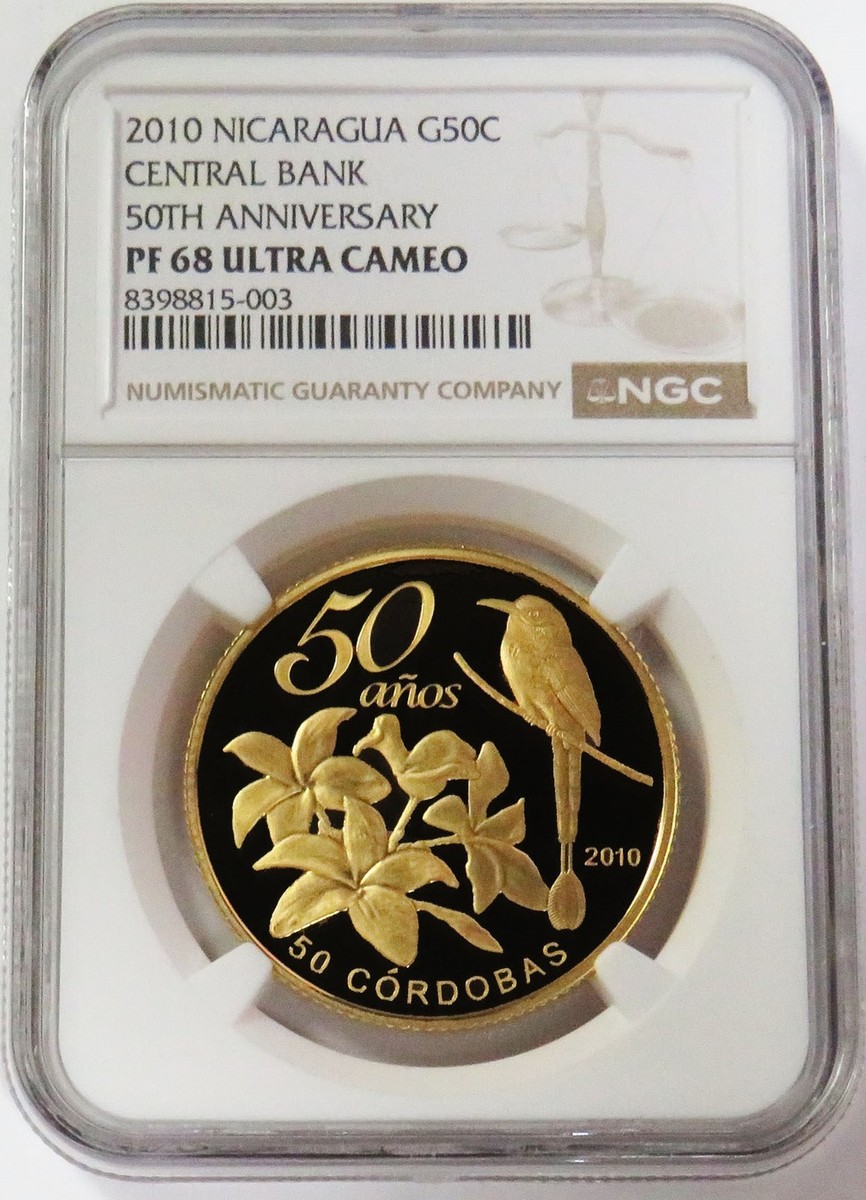 2010 NICARAGUA G50C
CENTRAL BANK
50TH ANNIVERSARY
PF 68 ULTRA CAMEO
8398815-003
NUMISMATIC GUARANTY COMPANY NGC
50
años
2010
50 CÓRDOBAS